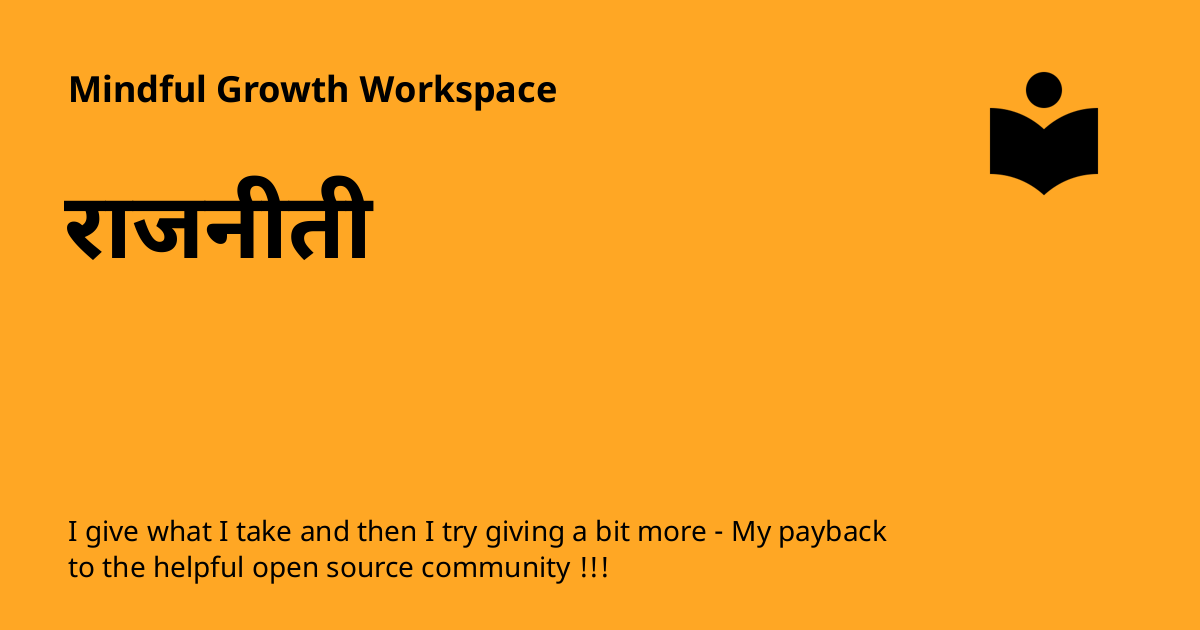 Mindful Growth Workspace
राजनीती
I give what I take and then I try giving a bit more - My payback
to the helpful open source community !!!